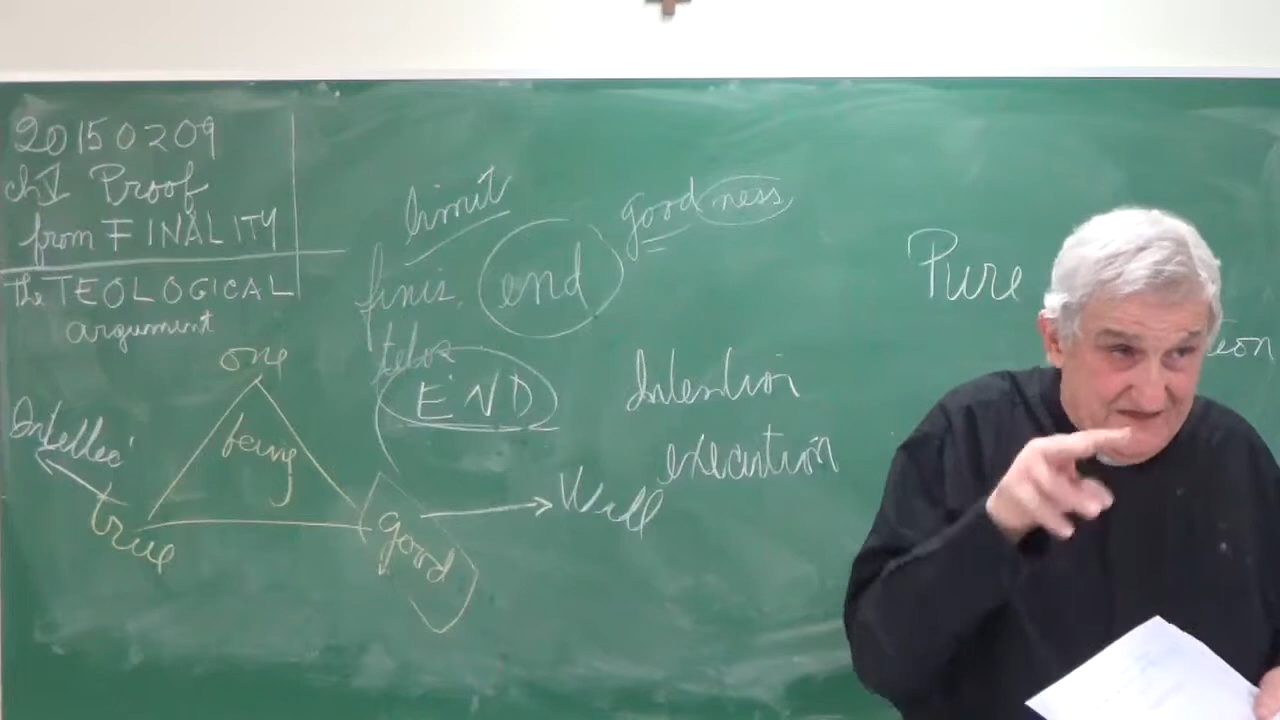 20150209
ch V Proof
from FINALITY
the TEOLOGICAL
argument
limit
goodness
finis, end
telos
END
one
being
true
good
Intellec
Will
Intention
execution
Pure